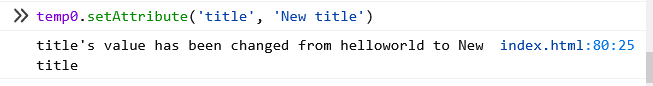 >> temp0.setAttribute('title', 'New title')
title's value has been changed from helloworld to New index.html:80:25
title